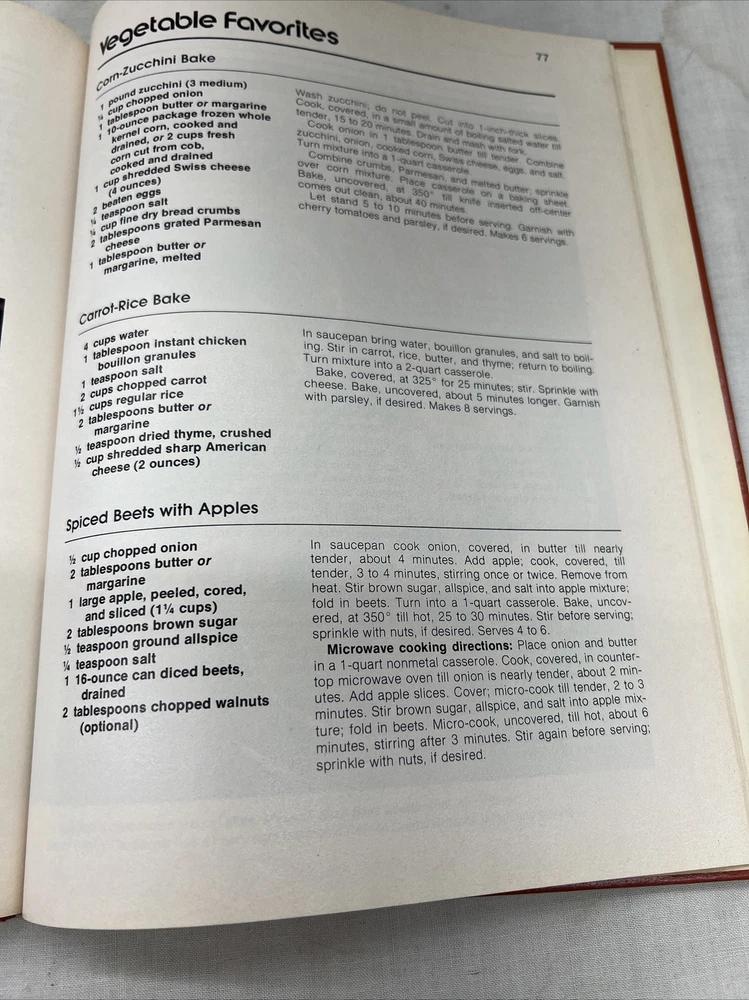 Vegetable Favorites
77
Corn-Zucchini Bake
1 pound zucchini (3 medium)
¼ cup chopped onion
1 tablespoon butter or margarine
1 10-ounce package frozen whole
kernel corn, cooked and
drained, or 2 cups fresh
corn cut from cob,
cooked and drained
1 cup shredded Swiss cheese
(4 ounces)
2 beaten eggs
¼ teaspoon salt
¼ cup fine dry bread crumbs
2 tablespoons grated Parmesan
cheese
1 tablespoon butter or
margarine, melted
Wash zucchini; do not peel. Cut into 1-inch-thick slices.
Cook, covered, in a small amount of boiling salted water till
tender, 15 to 20 minutes. Drain and mash with fork.
Cook onion in 1 tablespoon butter till tender. Combine
zucchini, onion, cooked corn, Swiss cheese, eggs, and salt.
Turn mixture into a 1-quart casserole.
Combine crumbs, Parmesan, and melted butter; sprinkle
over corn mixture. Place casserole on a baking sheet.
Bake, uncovered, at 350° till knife inserted off-center
comes out clean, about 40 minutes.
Let stand 5 to 10 minutes before serving. Garnish with
cherry tomatoes and parsley, if desired. Makes 6 servings.
Carrot-Rice Bake
4 cups water
1 tablespoon instant chicken
bouillon granules
1 teaspoon salt
2 cups chopped carrot
1½ cups regular rice
2 tablespoons butter or
margarine
½ teaspoon dried thyme, crushed
½ cup shredded sharp American
cheese (2 ounces)
In saucepan bring water, bouillon granules, and salt to boil-
ing. Stir in carrot, rice, butter, and thyme; return to boiling.
Turn mixture into a 2-quart casserole.
Bake, covered, at 325° for 25 minutes; stir. Sprinkle with
cheese. Bake, uncovered, about 5 minutes longer. Garnish
with parsley, if desired. Makes 8 servings.
Spiced Beets with Apples
½ cup chopped onion
2 tablespoons butter or
margarine
1 large apple, peeled, cored,
and sliced (1¼ cups)
2 tablespoons brown sugar
½ teaspoon ground allspice
¼ teaspoon salt
1 16-ounce can diced beets,
drained
2 tablespoons chopped walnuts
(optional)
In saucepan cook onion, covered, in butter till nearly
tender, about 4 minutes. Add apple; cook, covered, till
tender, 3 to 4 minutes, stirring once or twice. Remove from
heat. Stir brown sugar, allspice, and salt into apple mixture;
fold in beets. Turn into a 1-quart casserole. Bake, uncov-
ered, at 350° till hot, 25 to 30 minutes. Stir before serving;
sprinkle with nuts, if desired. Serves 4 to 6.
Microwave cooking directions: Place onion and butter
in a 1-quart nonmetal casserole. Cook, covered, in counter-
top microwave oven till onion is nearly tender, about 2 min-
utes. Add apple slices. Cover; micro-cook till tender, 2 to 3
minutes. Stir brown sugar, allspice, and salt into apple mix-
ture; fold in beets. Micro-cook, uncovered, till hot, about 6
minutes, stirring after 3 minutes. Stir again before serving;
sprinkle with nuts, if desired.